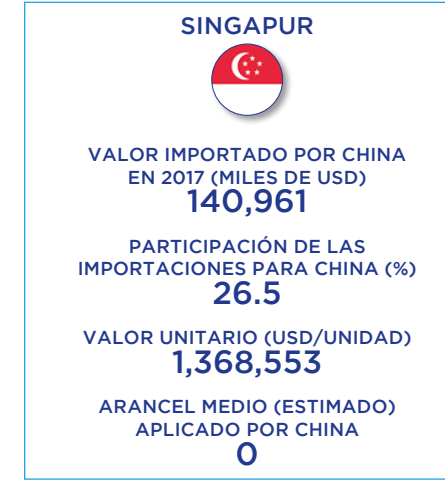 SINGAPUR
VALOR IMPORTADO POR CHINA
EN 2017 (MILES DE USD)
140,961
PARTICIPACIÓN DE LAS
IMPORTACIONES PARA CHINA (%)
26.5
VALOR UNITARIO (USD/UNIDAD)
1,368,553
ARANCEL MEDIO (ESTIMADO)
APLICADO POR CHINA
0